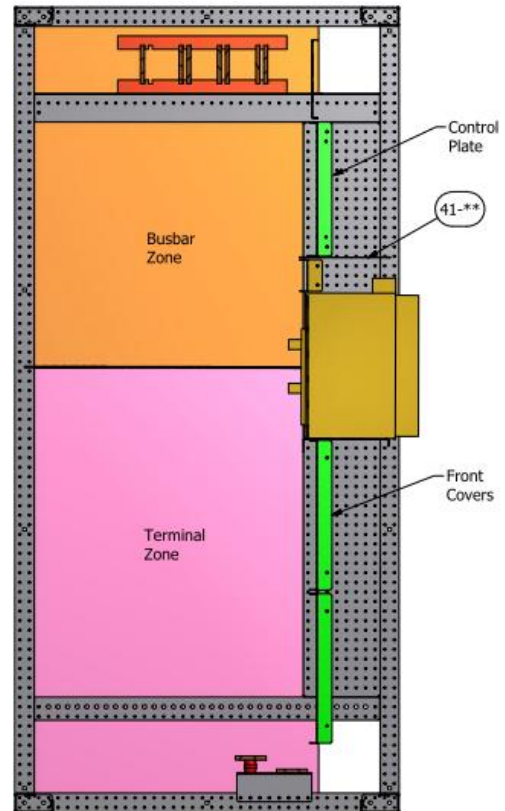 Control
Plate
41-**
Busbar
Zone
Front
Covers
Terminal
Zone